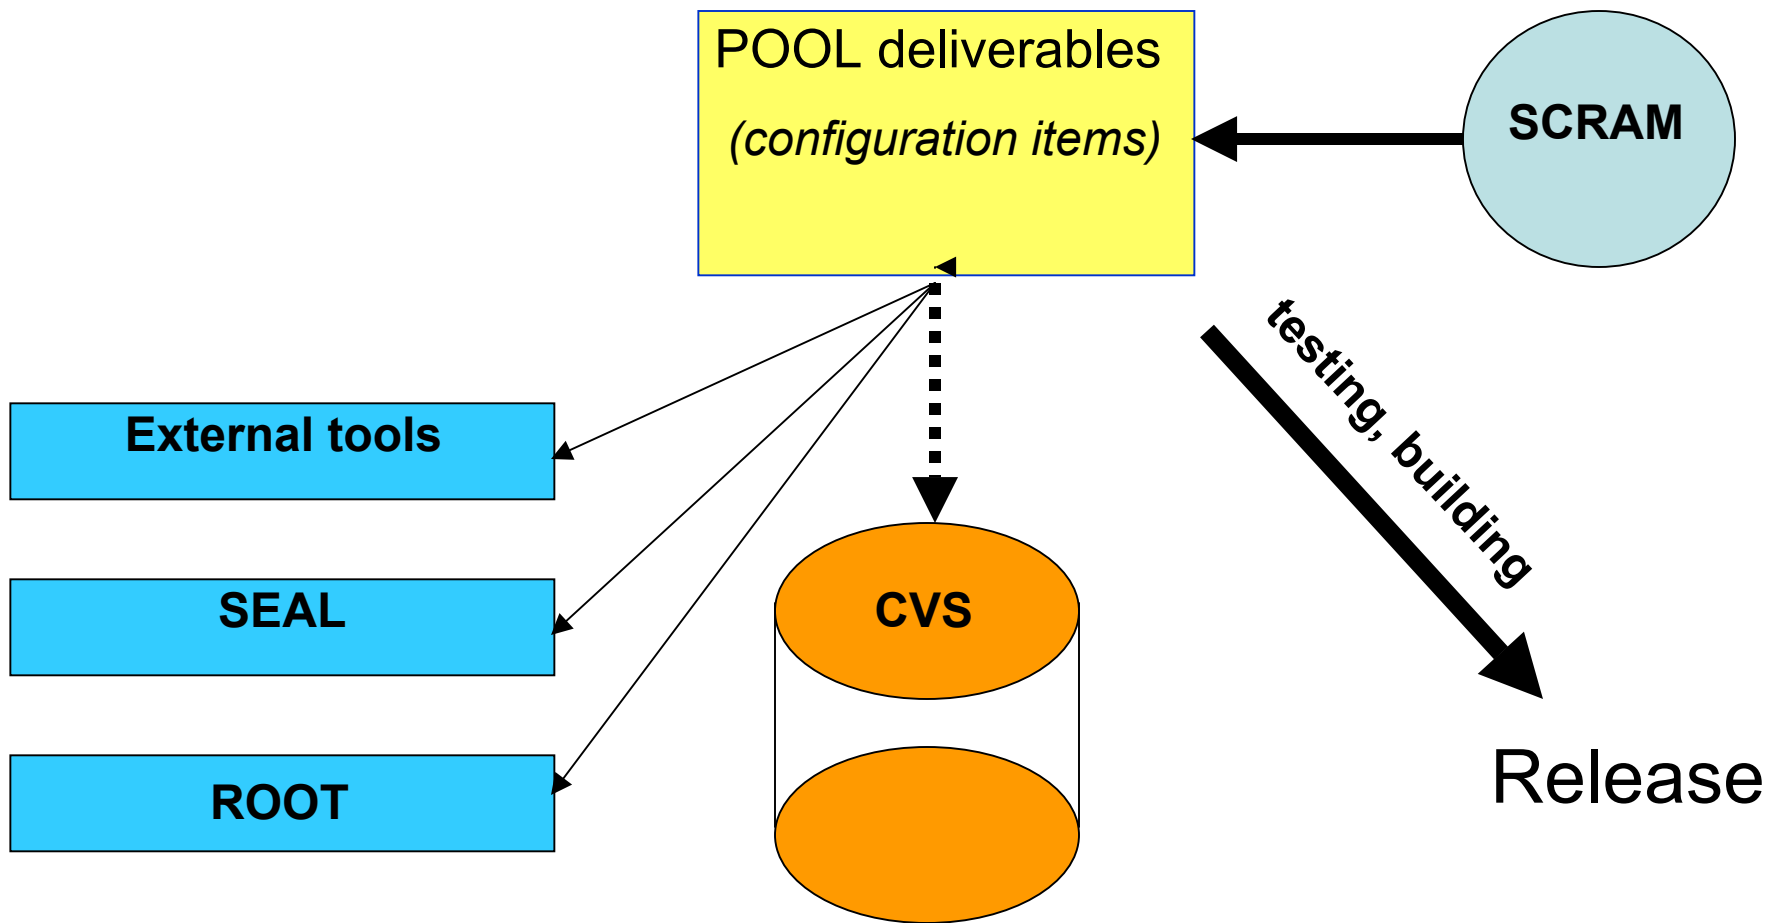 POOL deliverables
(configuration items)
SCRAM
testing, building
External tools
SEAL
CVS
ROOT
Release